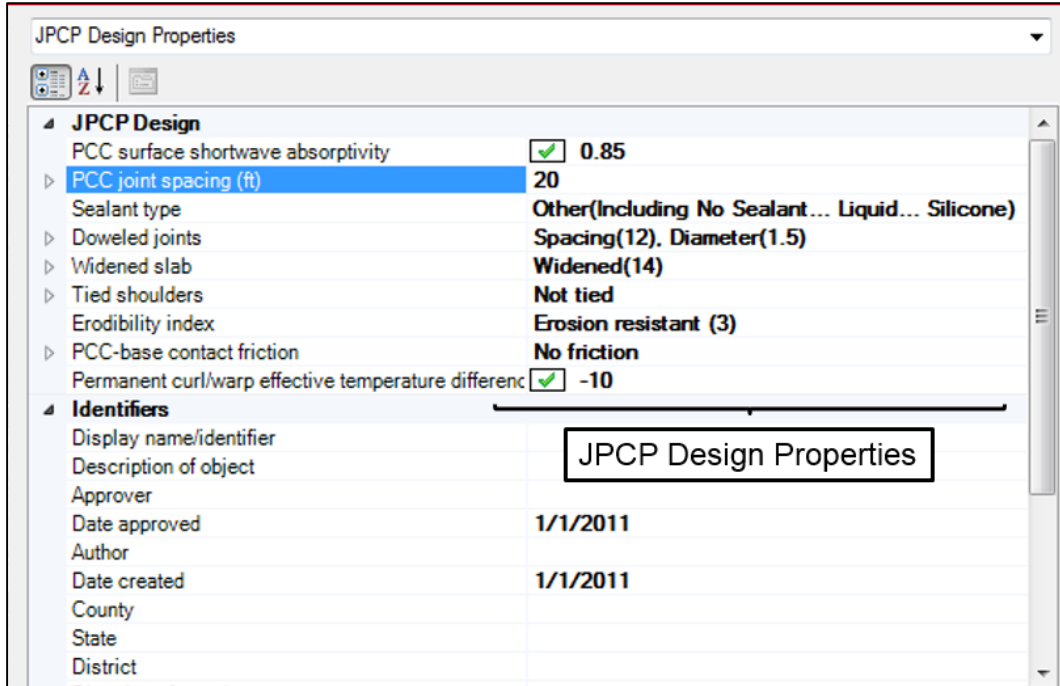 JPCP Design Properties
A
Z
JPCP Design
PCC surface shortwave absorptivity 0.85
PCC joint spacing (ft) 20
Sealant type Other(Including No Sealant... Liquid... Silicone)
Doweled joints Spacing(12), Diameter(1.5)
Widened slab Widened(14)
Tied shoulders Not tied
Erodibility index Erosion resistant (3)
PCC-base contact friction No friction
Permanent curl/warp effective temperature differenc -10
Identifiers
Display name/identifier
JPCP Design Properties
Description of object
Approver
Date approved 1/1/2011
Author
Date created 1/1/2011
County
State
District